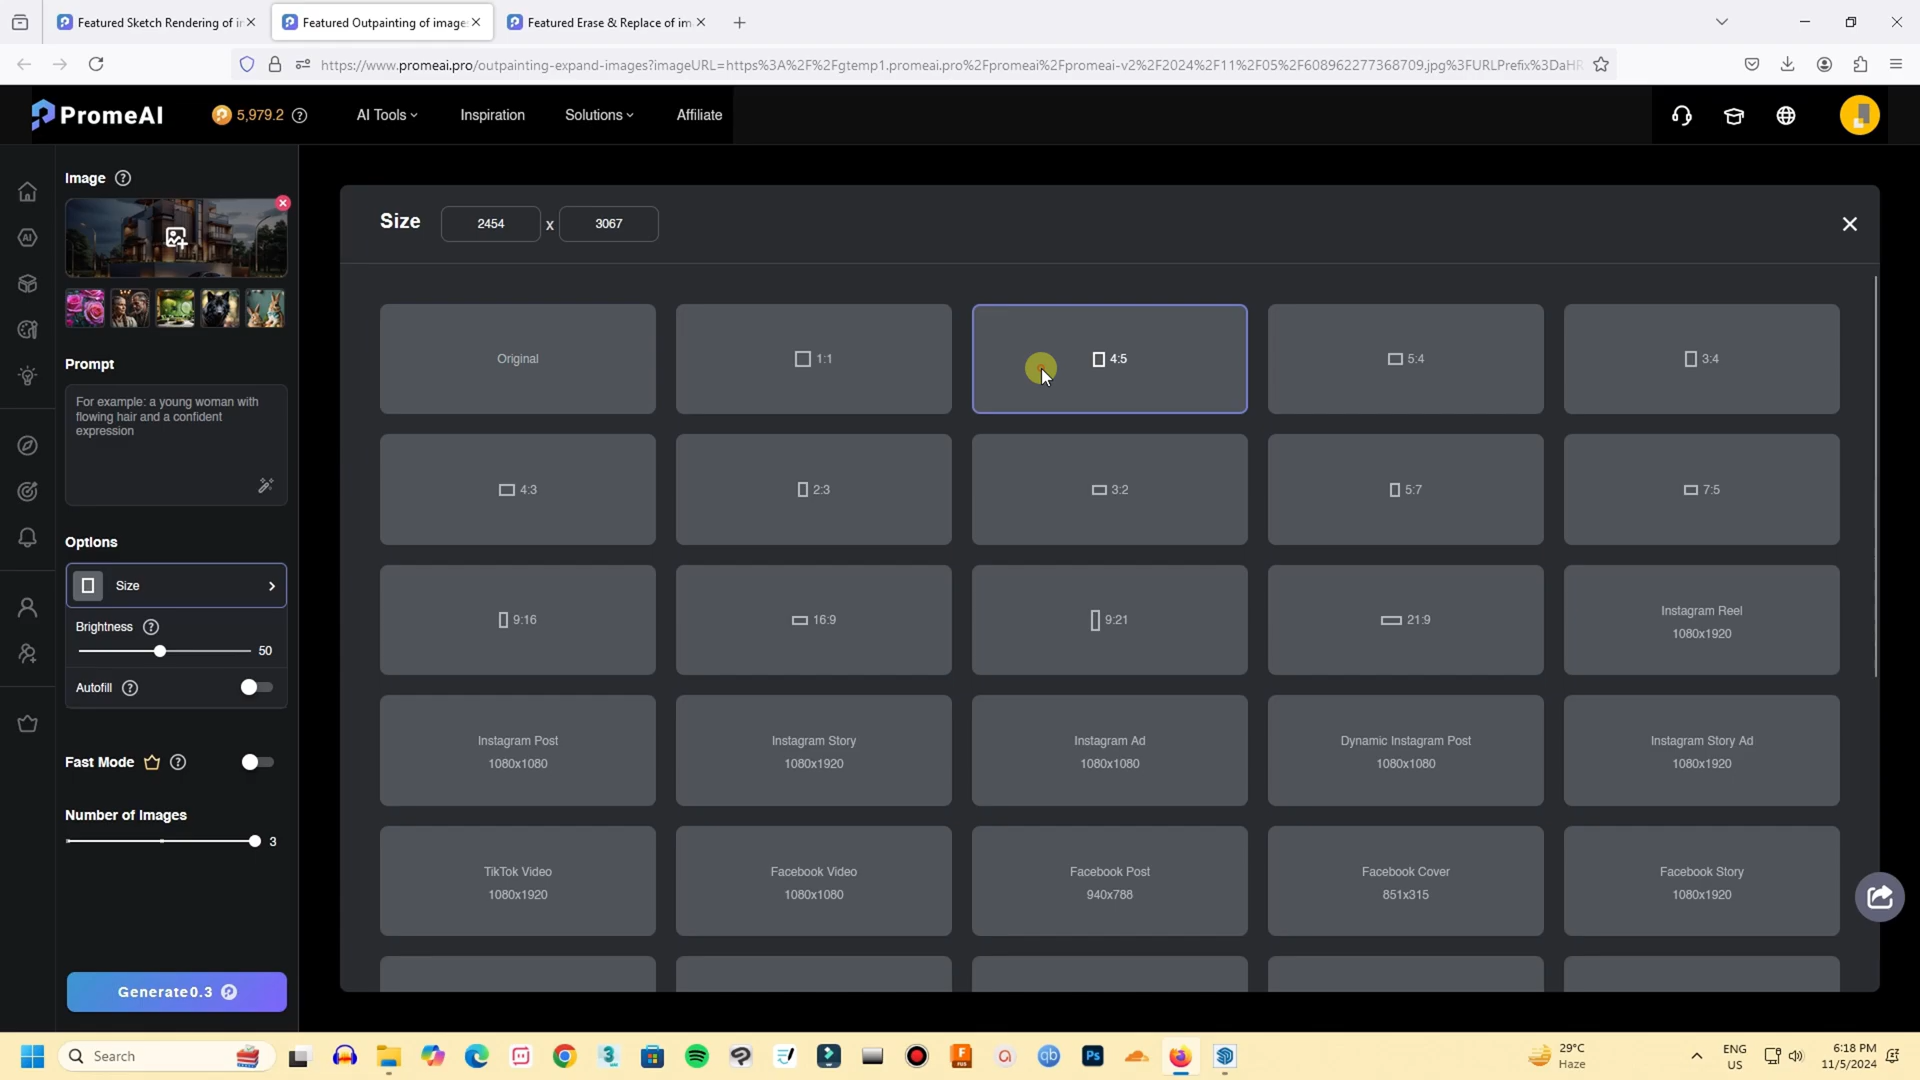 Featured Sketch Rendering of ir
Featured Outpainting of image
Featured Erase & Replace of im
https://www.promeai.pro/outpainting-expand-images?imageURL=https%3A%2F%2Fgtemp1.promeai.pro%2Fpromeai%2Fpromeai-v2%2F2024%2F11%2F05%2F608962277368709.jpg%3FURLPrefix%3DaHR
PromeAI
5,979.2
AI Tools
Inspiration
Solutions
Affiliate
Image
Size
2454 x 3067
Original
1:1
4:5
5:4
3:4
Prompt
For example: a young woman with
flowing hair and a confident
expression
4:3
2:3
3:2
5:7
7:5
Options
Size
Brightness
50
Autofill
9:16
16:9
9:21
21:9
Instagram Reel
1080x1920
Fast Mode
Instagram Post
1080x1080
Instagram Story
1080x1920
Instagram Ad
1080x1080
Dynamic Instagram Post
1080x1080
Instagram Story Ad
1080x1920
Number of Images
3
TikTok Video
1080x1920
Facebook Video
1080x1080
Facebook Post
940x788
Facebook Cover
851x315
Facebook Story
1080x1920
Generate0.3
Search
29°C
Haze
ENG
US
6:18 PM
11/5/2024